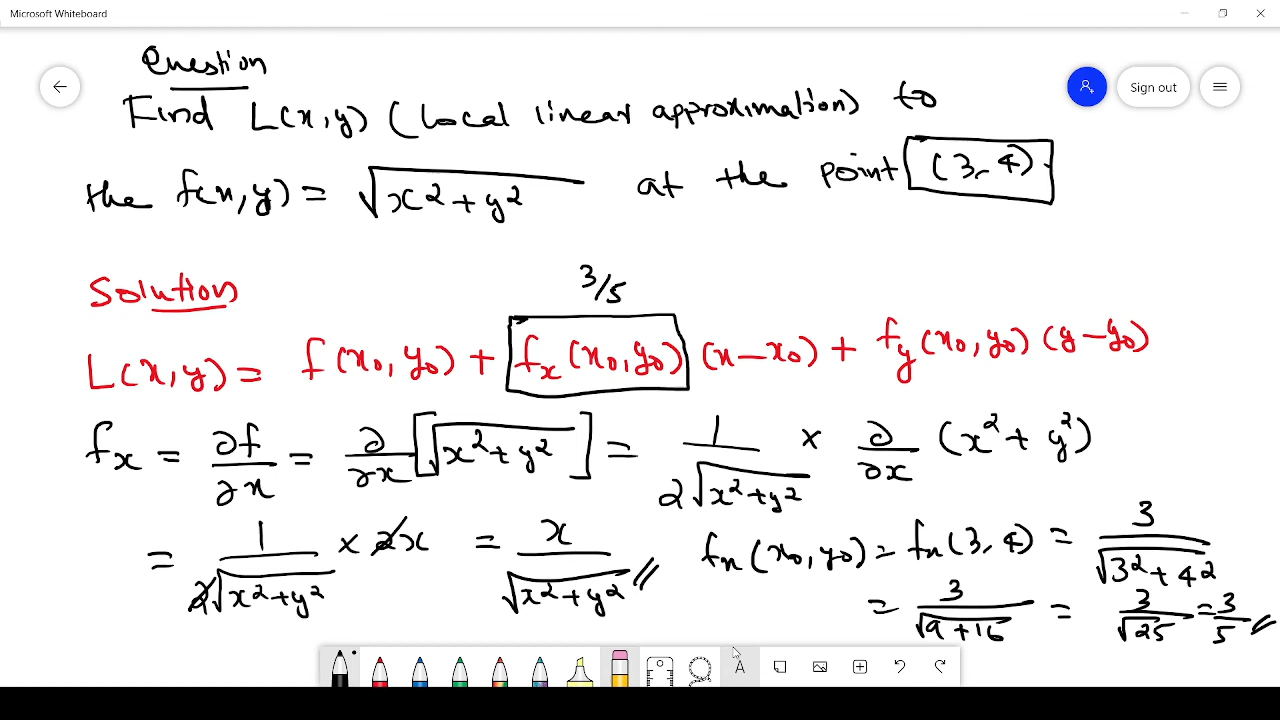 Microsoft Whiteboard
Sign out
Question
Find L(x,y) (local linear approximation) to
the f(x,y) = √(x² + y²) at the point (3, 4).
Solution
3/5
L(x,y) = f(x₀,y₀) + fₓ(x₀,y₀) (x-x₀) + f_y(x₀,y₀) (y-y₀)
fₓ = ∂f/∂x = ∂/∂x [√(x²+y²)] = 1/(2√(x²+y²)) × ∂/∂x (x² + y²)
= 1/(2√(x²+y²)) × 2x = x/√(x²+y²) //
fₓ(x₀,y₀) = fₓ(3,4) = 3/√(3²+4²)
= 3/√(9+16) = 3/√25 = 3/5 //
A